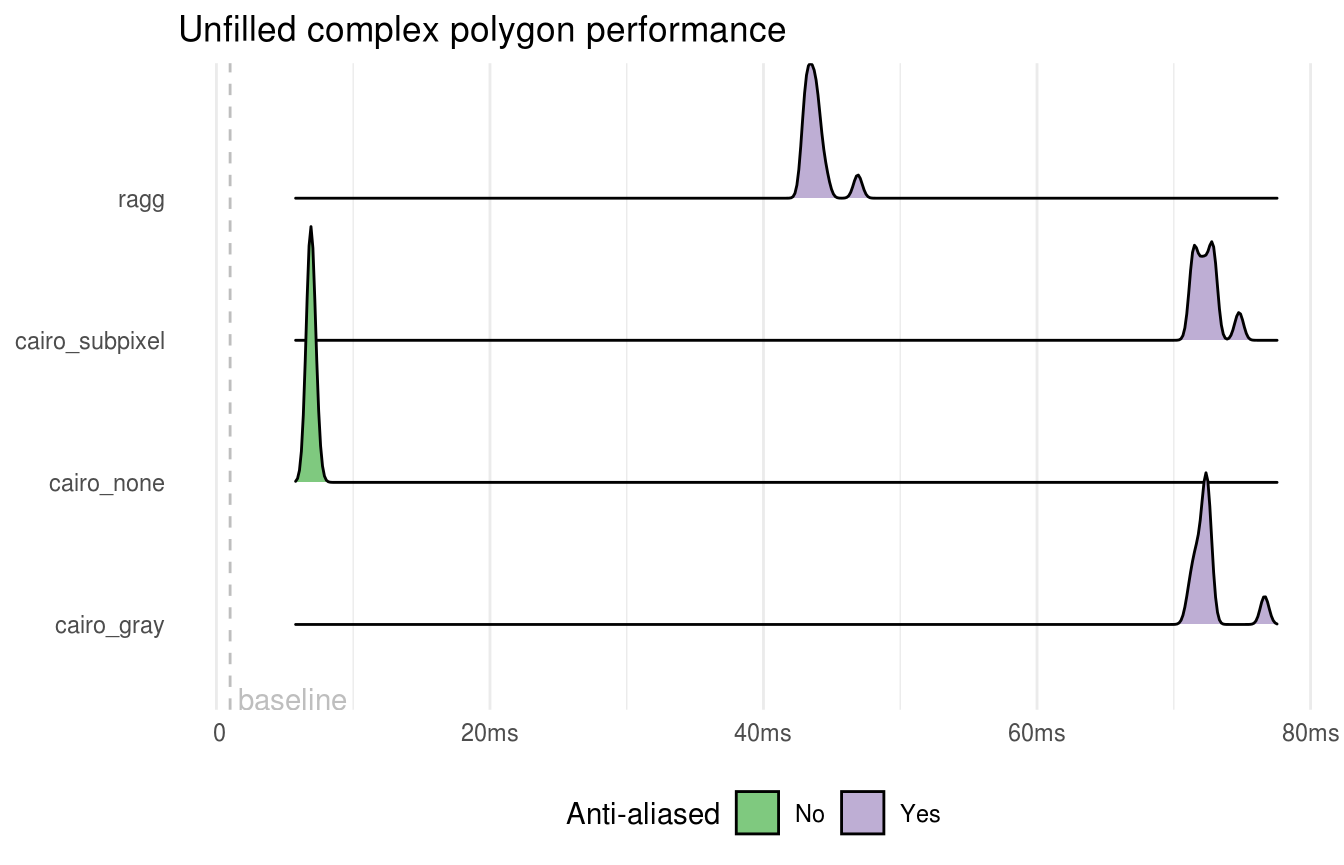 Unfilled complex polygon performance
ragg
cairo_subpixel
cairo_none
cairo_gray
baseline
0 20ms 40ms 60ms 80ms
Anti-aliased No Yes